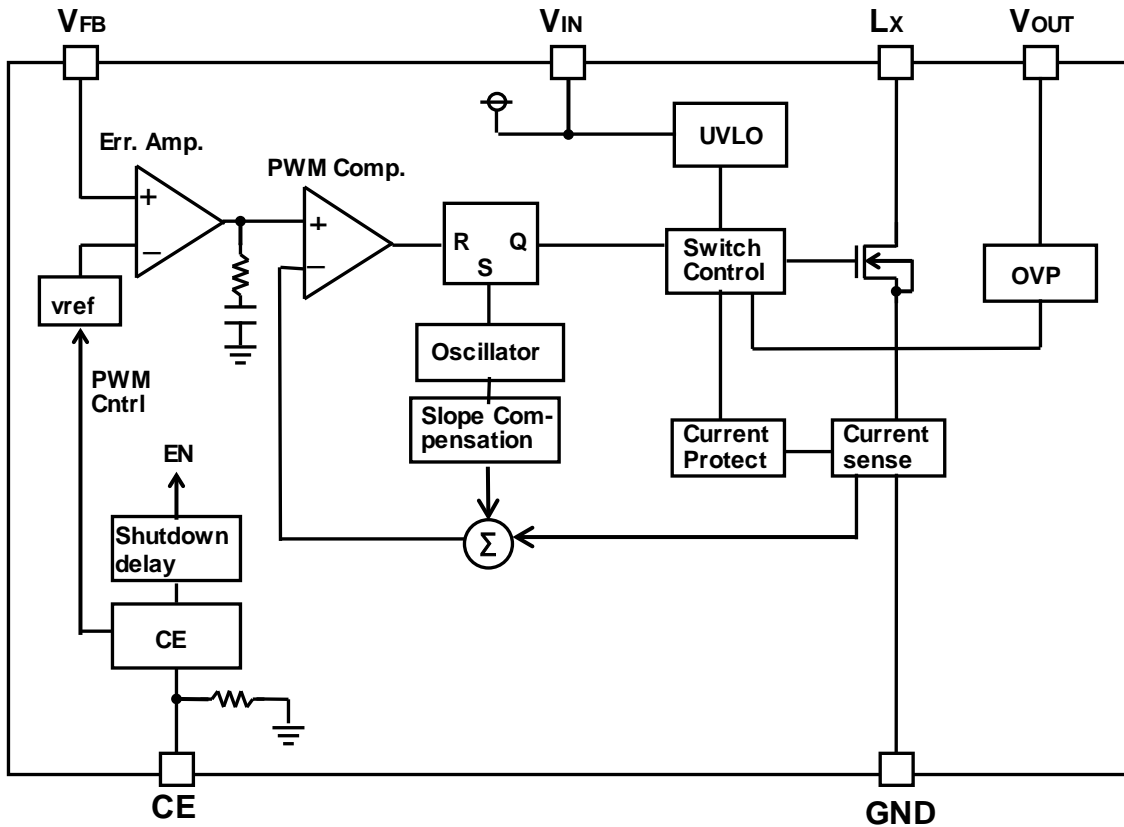 VFB
VIN
LX
VOUT
Err. Amp.
PWM Comp.
UVLO
+
−
+
−
R Q
S
Switch
Control
OVP
vref
Oscillator
PWM
Cntrl
Slope Com-
pensation
Current
Protect
Current
sense
EN
Shutdown
delay
Σ
CE
CE
GND